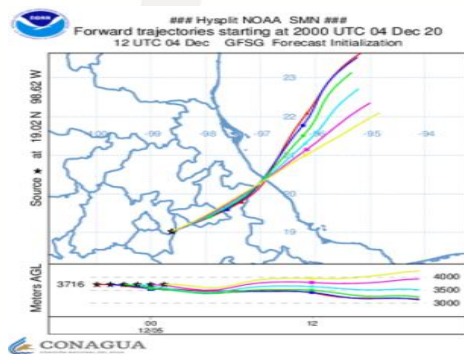 noaa
### Hysplit NOAA SMN ###
Forward trajectories starting at 2000 UTC 04 Dec 20
12 UTC 04 Dec GFSG Forecast Initialization
Source ★ at 19.02 N 98.62 W
23
22
-100 -99 -98 -97 -96 -95 -94
20
19
Meters AGL
3716
4000
3500
3000
00 12
12/05
CONAGUA